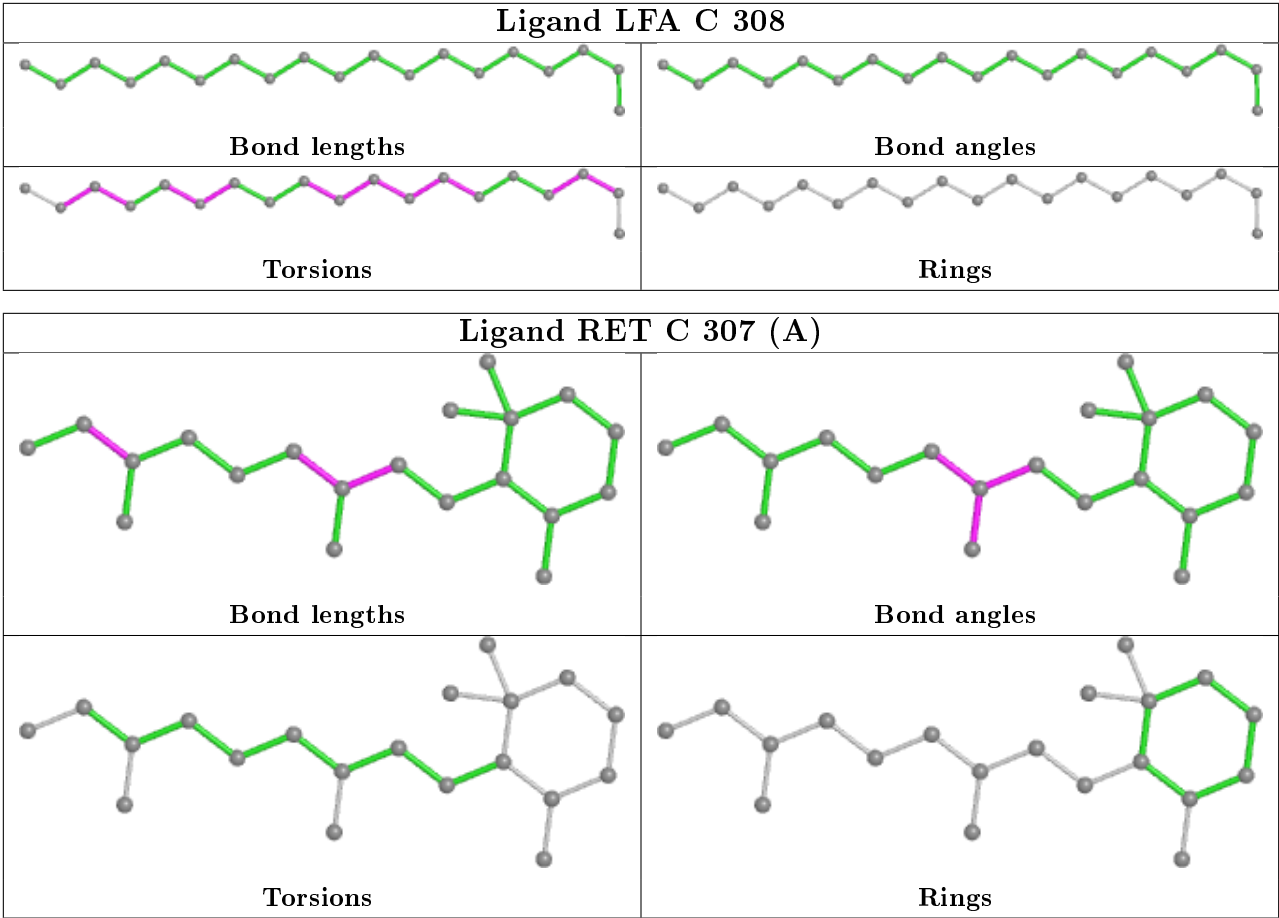 Ligand LFA C 308
Bond lengths
Bond angles
Torsions
Rings
Ligand RET C 307 (A)
Bond lengths
Bond angles
Torsions
Rings